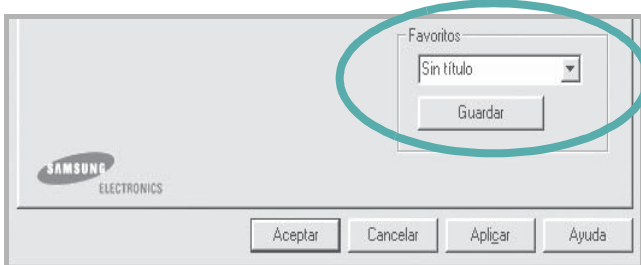 Favoritos
Sin título
Guardar
SAMSUNG
ELECTRONICS
Aceptar Cancelar Aplicar Ayuda